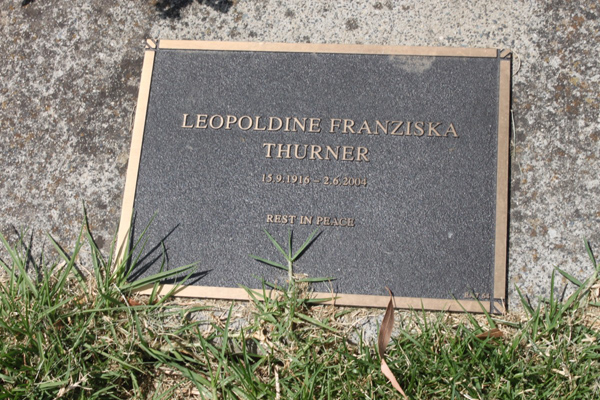 LEOPOLDINE FRANZISKA
THURNER
15.9.1916 - 2.6.2004
REST IN PEACE